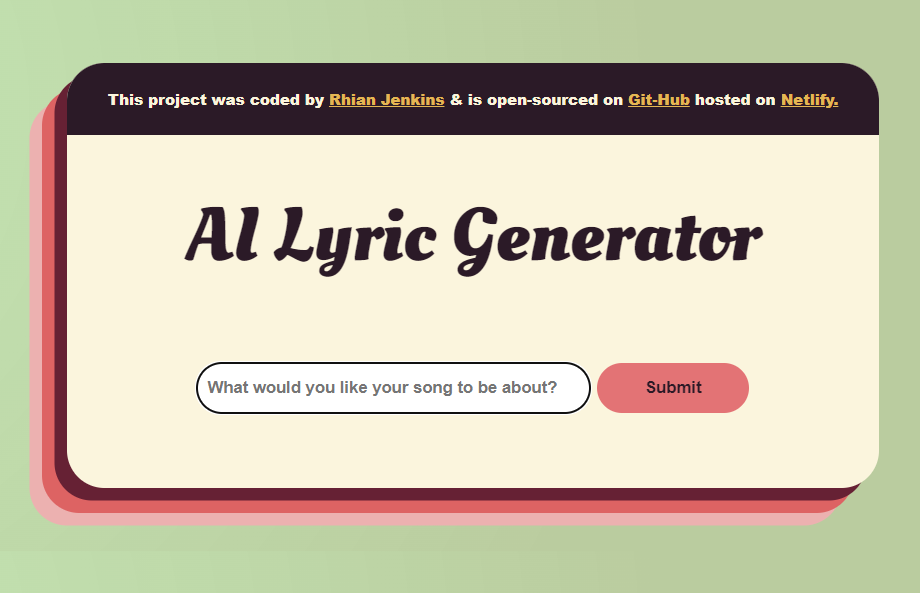 This project was coded by Rhian Jenkins & is open-sourced on Git-Hub hosted on Netlify.
AI Lyric Generator
What would you like your song to be about?
Submit